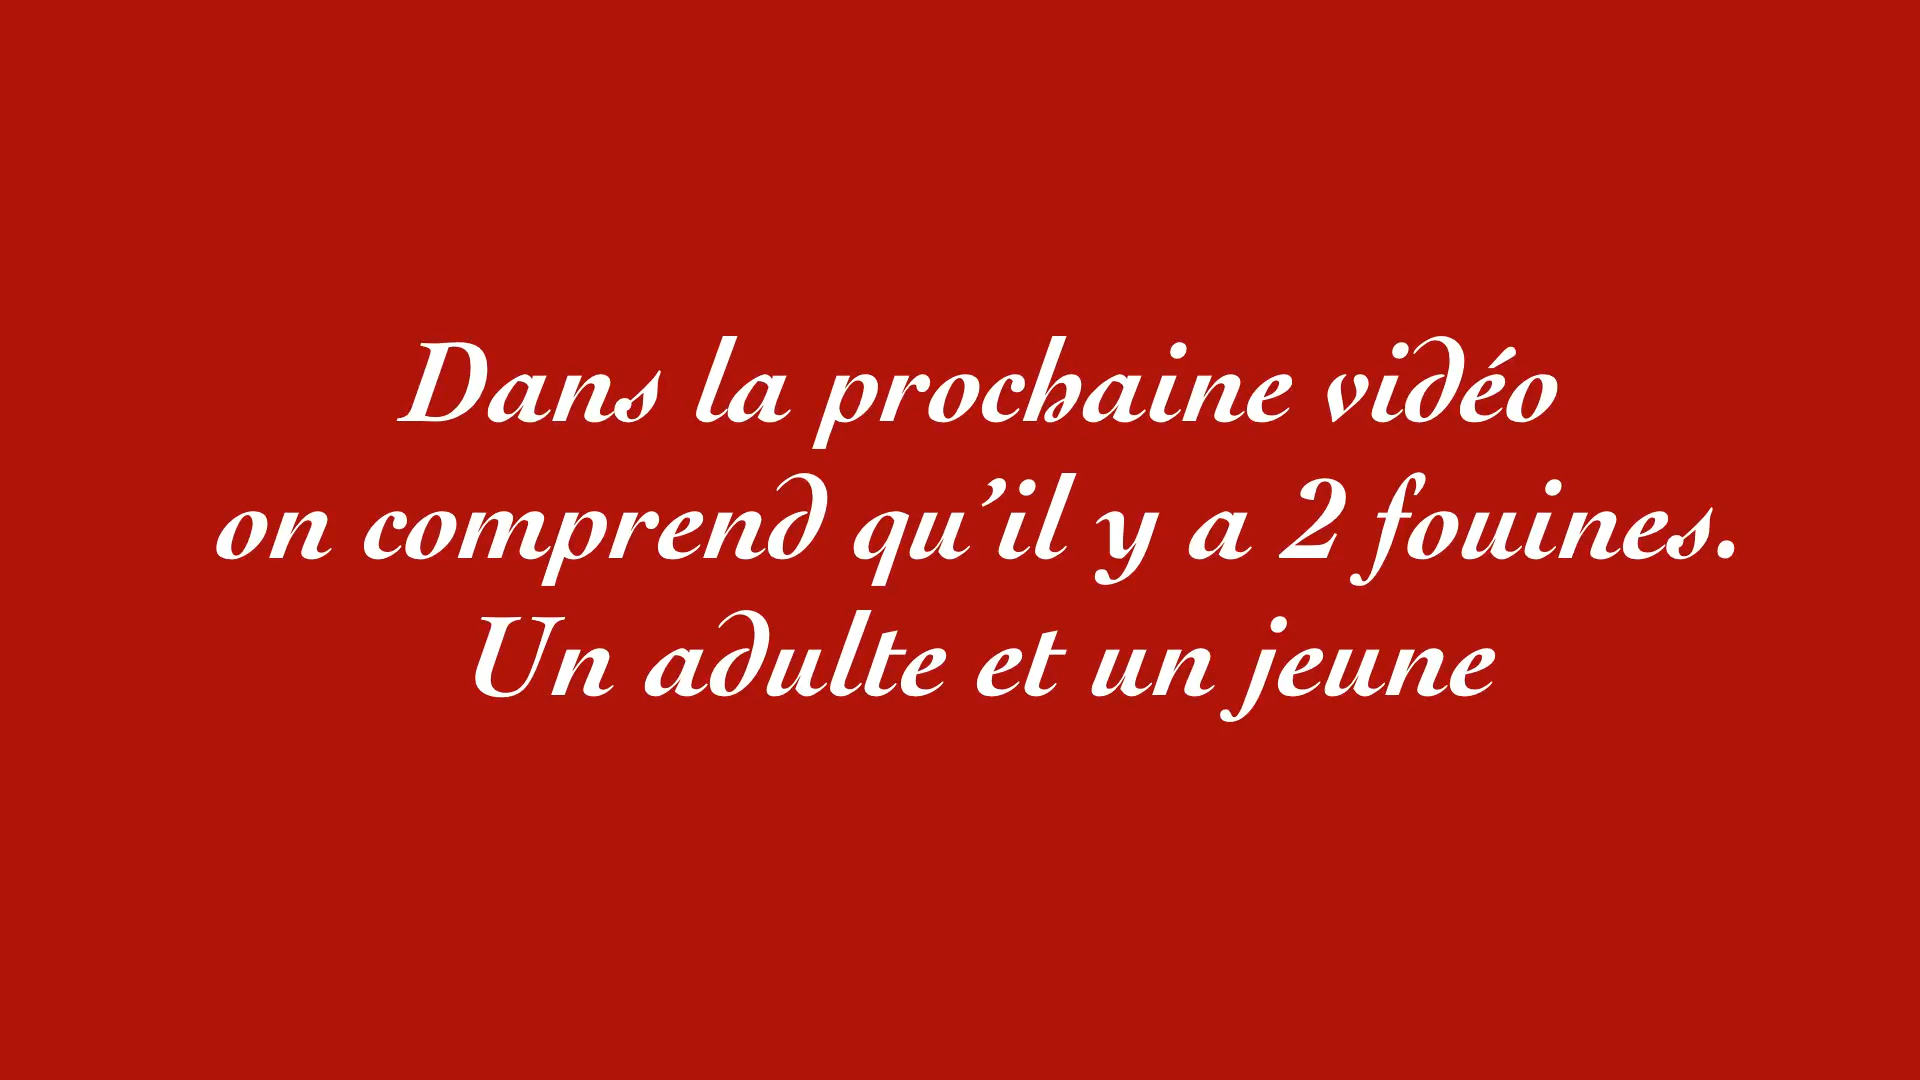 Dans la prochaine vidéo
on comprend qu’il y a 2 fouines.
Un adulte et un jeune